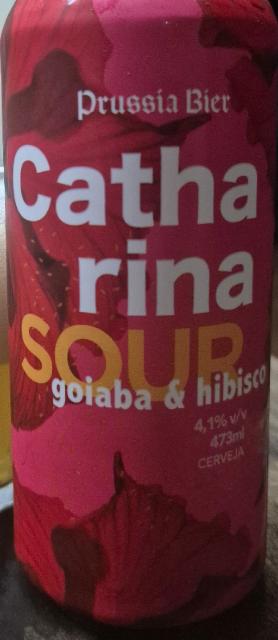 Prussia Bier
Catha
rina
SOUR
goiaba & hibisco
4,1% v/v
473ml
CERVEJA